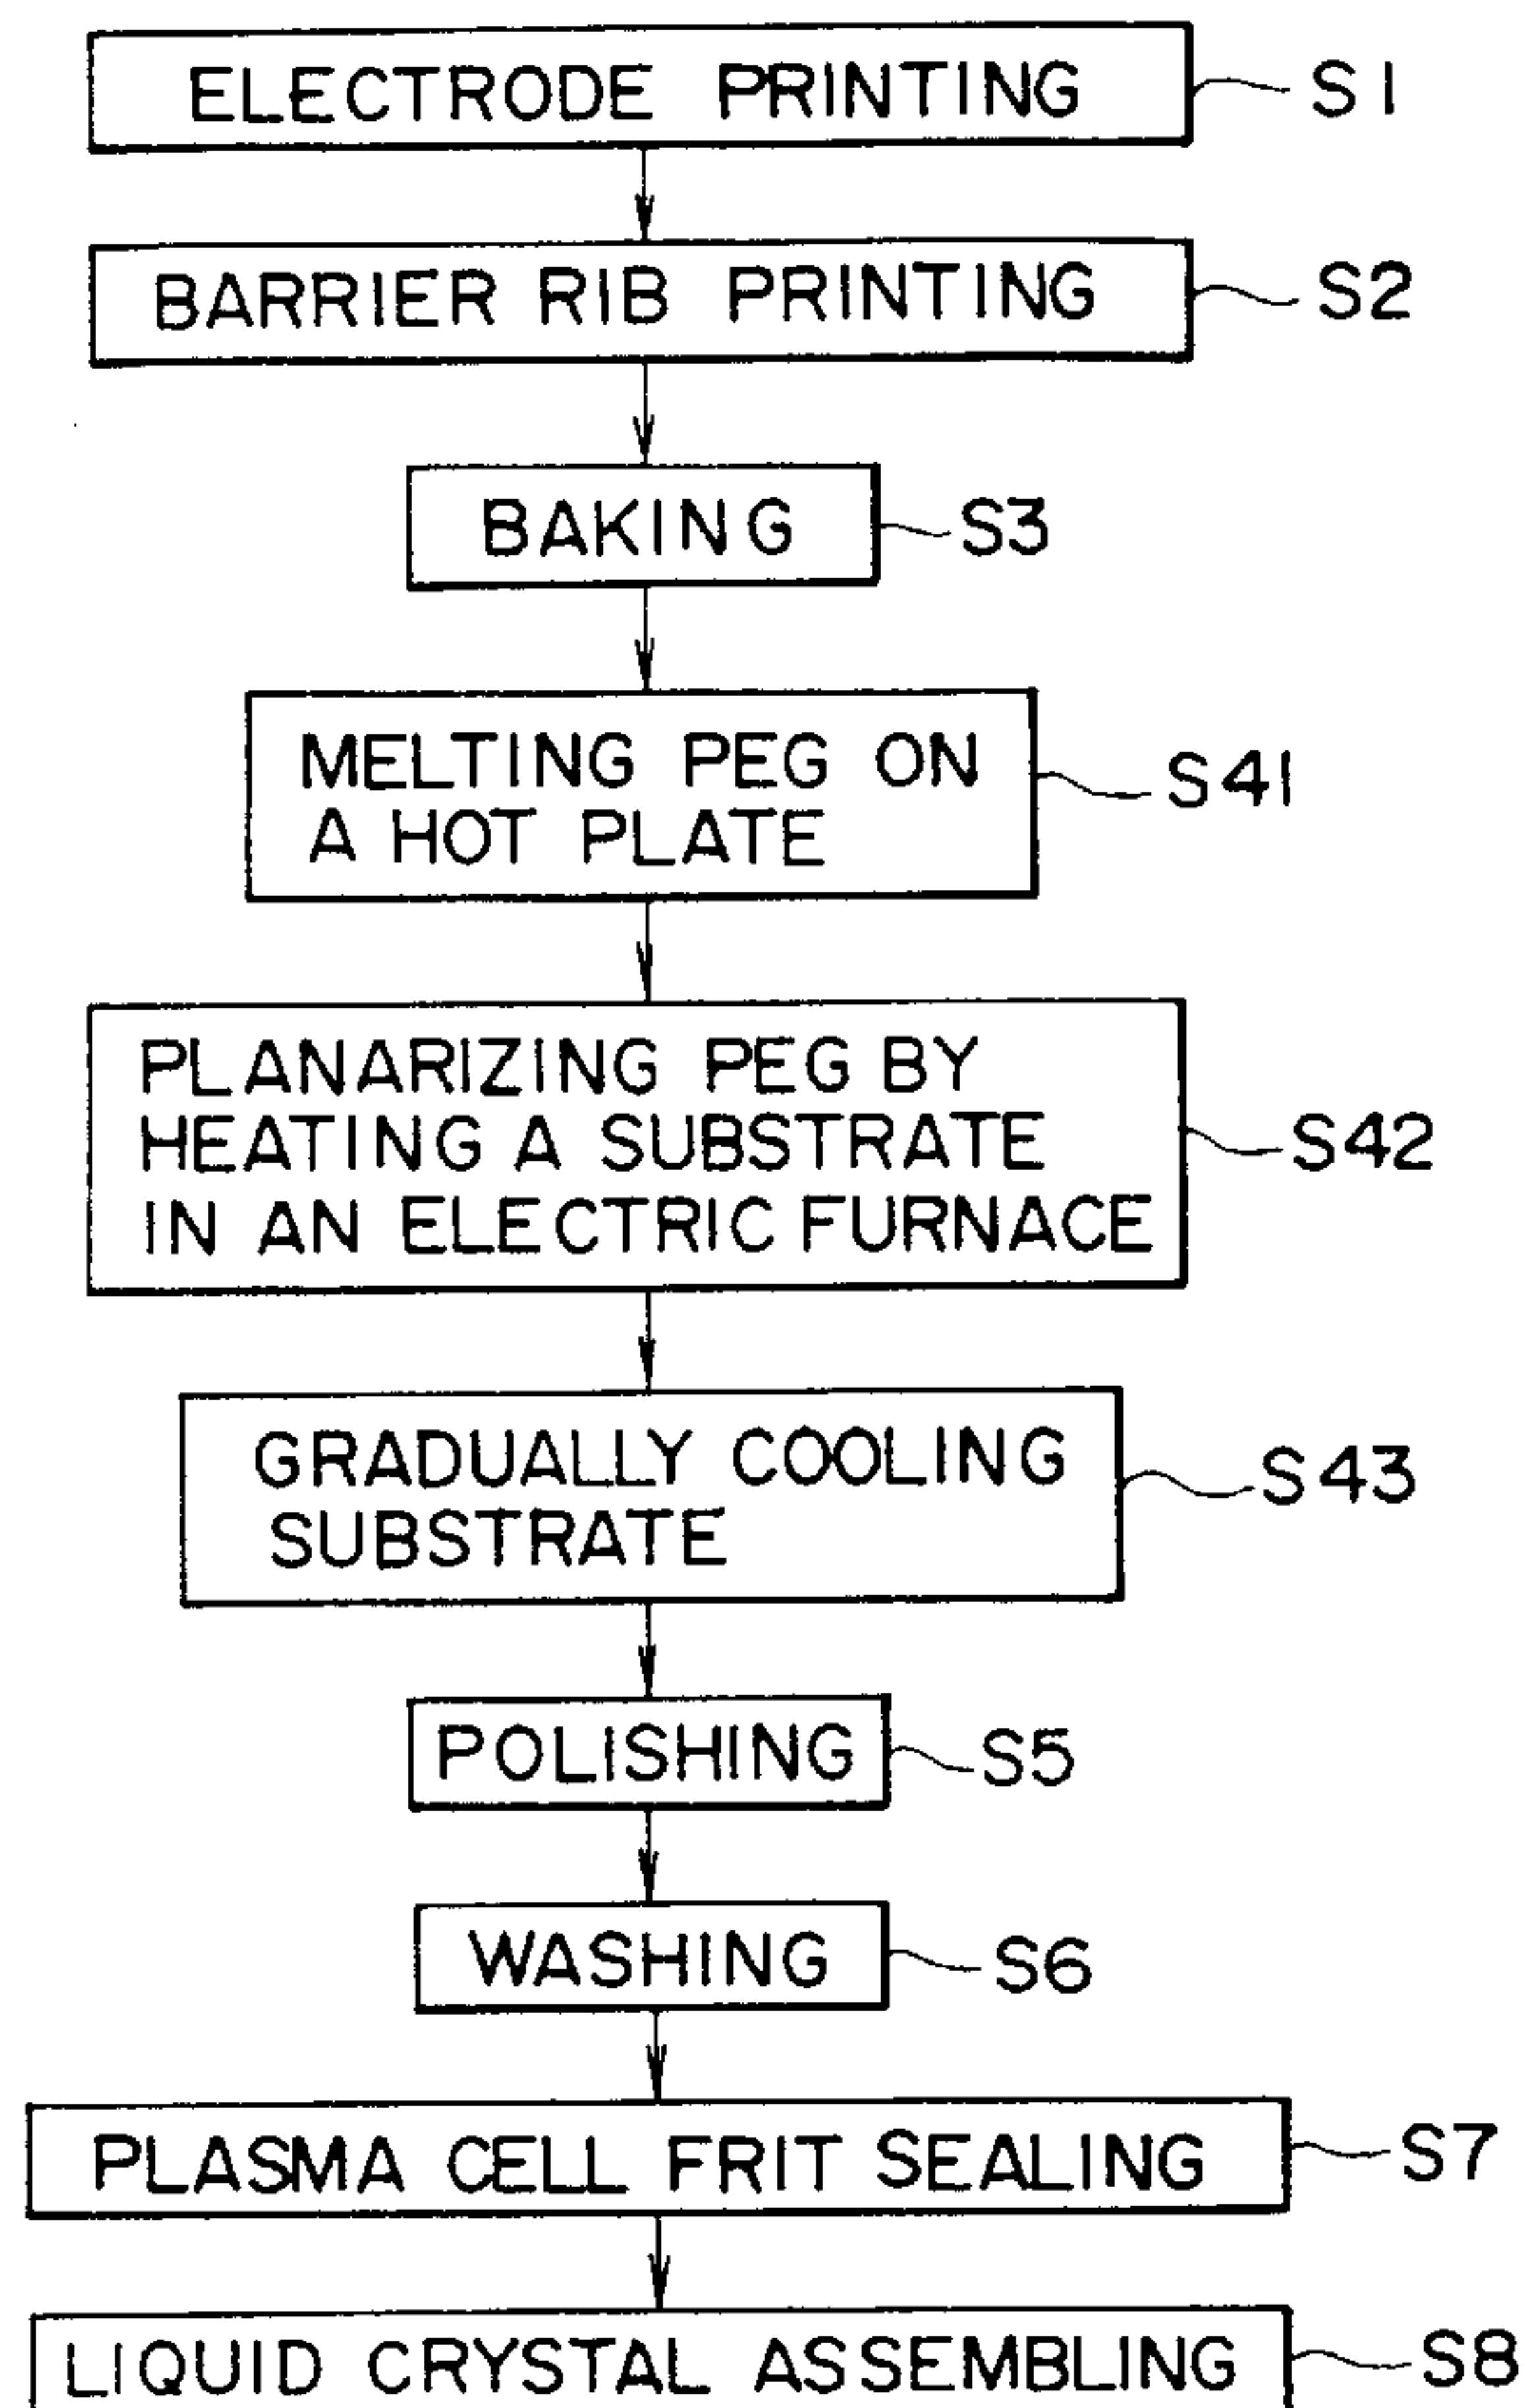 ELECTRODE PRINTING S1
BARRIER RIB PRINTING S2
BAKING S3
MELTING PEG ON
A HOT PLATE
S41
PLANARIZING PEG BY
HEATING A SUBSTRATE
IN AN ELECTRIC FURNACE
S42
GRADUALLY COOLING
SUBSTRATE
S43
POLISHING S5
WASHING S6
PLASMA CELL FRIT SEALING S7
LIQUID CRYSTAL ASSEMBLING S8